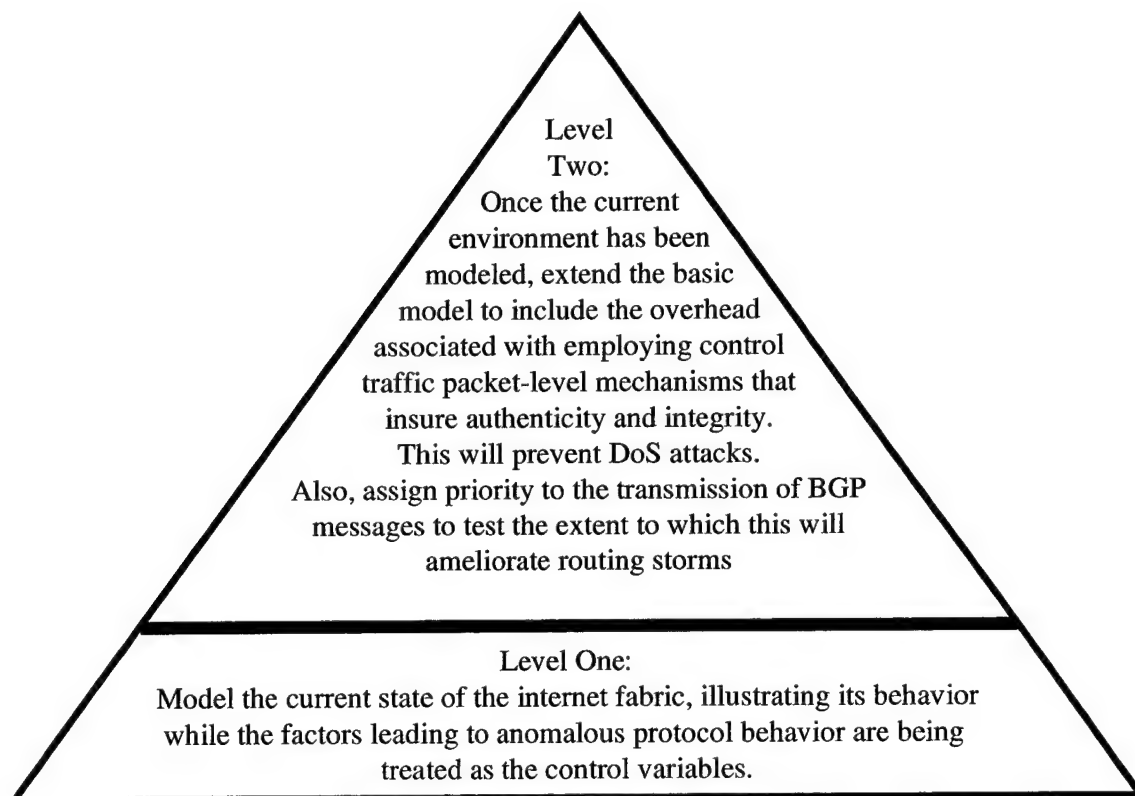 Level
Two:
Once the current
environment has been
modeled, extend the basic
model to include the overhead
associated with employing control
traffic packet-level mechanisms that
insure authenticity and integrity.
This will prevent DoS attacks.
Also, assign priority to the transmission of BGP
messages to test the extent to which this will
ameliorate routing storms
Level One:
Model the current state of the internet fabric, illustrating its behavior
while the factors leading to anomalous protocol behavior are being
treated as the control variables.